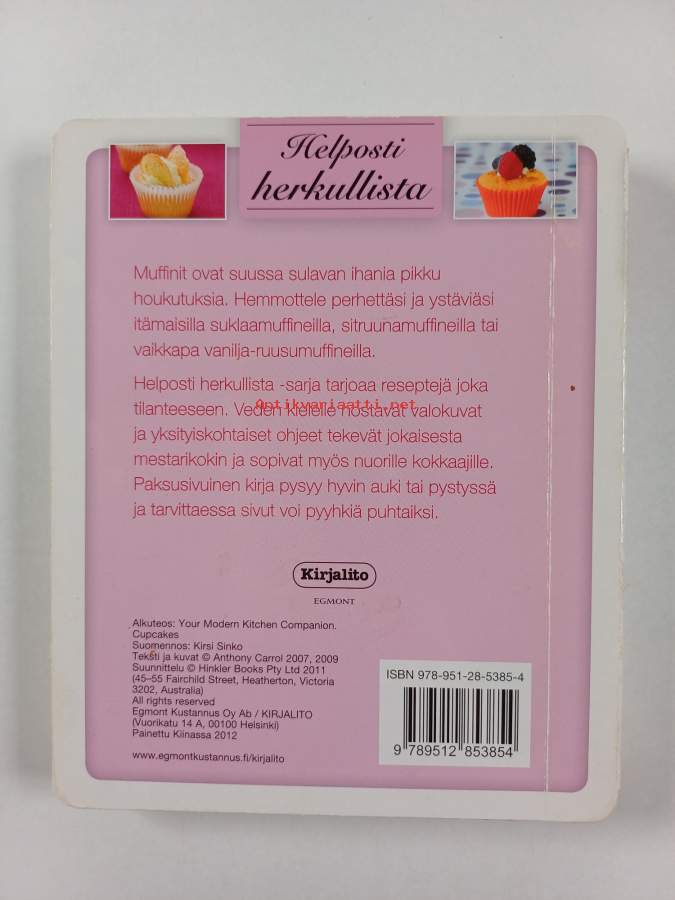 Helposti
herkullista
Muffinit ovat suussa sulavan ihania pikku
houkutuksia. Hemmottele perhettäsi ja ystäviäsi
itämaisilla suklaamuffineilla, sitruunamuffineilla tai
vaikkapa vanilja-ruusumuffineilla.
Helposti herkullista -sarja tarjoaa reseptejä joka
tilanteeseen. Veden kielelle nostavat valokuvat
Antikvariaatti.net
ja yksityiskohtaiset ohjeet tekevät jokaisesta
mestarikokin ja sopivat myös nuorille kokkaajille.
Paksusivuinen kirja pysyy hyvin auki tai pystyssä
ja tarvittaessa sivut voi pyyhkiä puhtaiksi.
Kirjalito
EGMONT
Alkuteos: Your Modern Kitchen Companion.
Cupcakes
Suomennos: Kirsi Sinko
Teksti ja kuvat © Anthony Carrol 2007, 2009
Suunnittelu © Hinkler Books Pty Ltd 2011
(45–55 Fairchild Street, Heatherton, Victoria
3202, Australia)
All rights reserved
Egmont Kustannus Oy Ab / KIRJALITO
(Vuorikatu 14 A, 00100 Helsinki)
Painettu Kiinassa 2012
www.egmontkustannus.fi/kirjalito
ISBN 978-951-28-5385-4
9 789512 853854